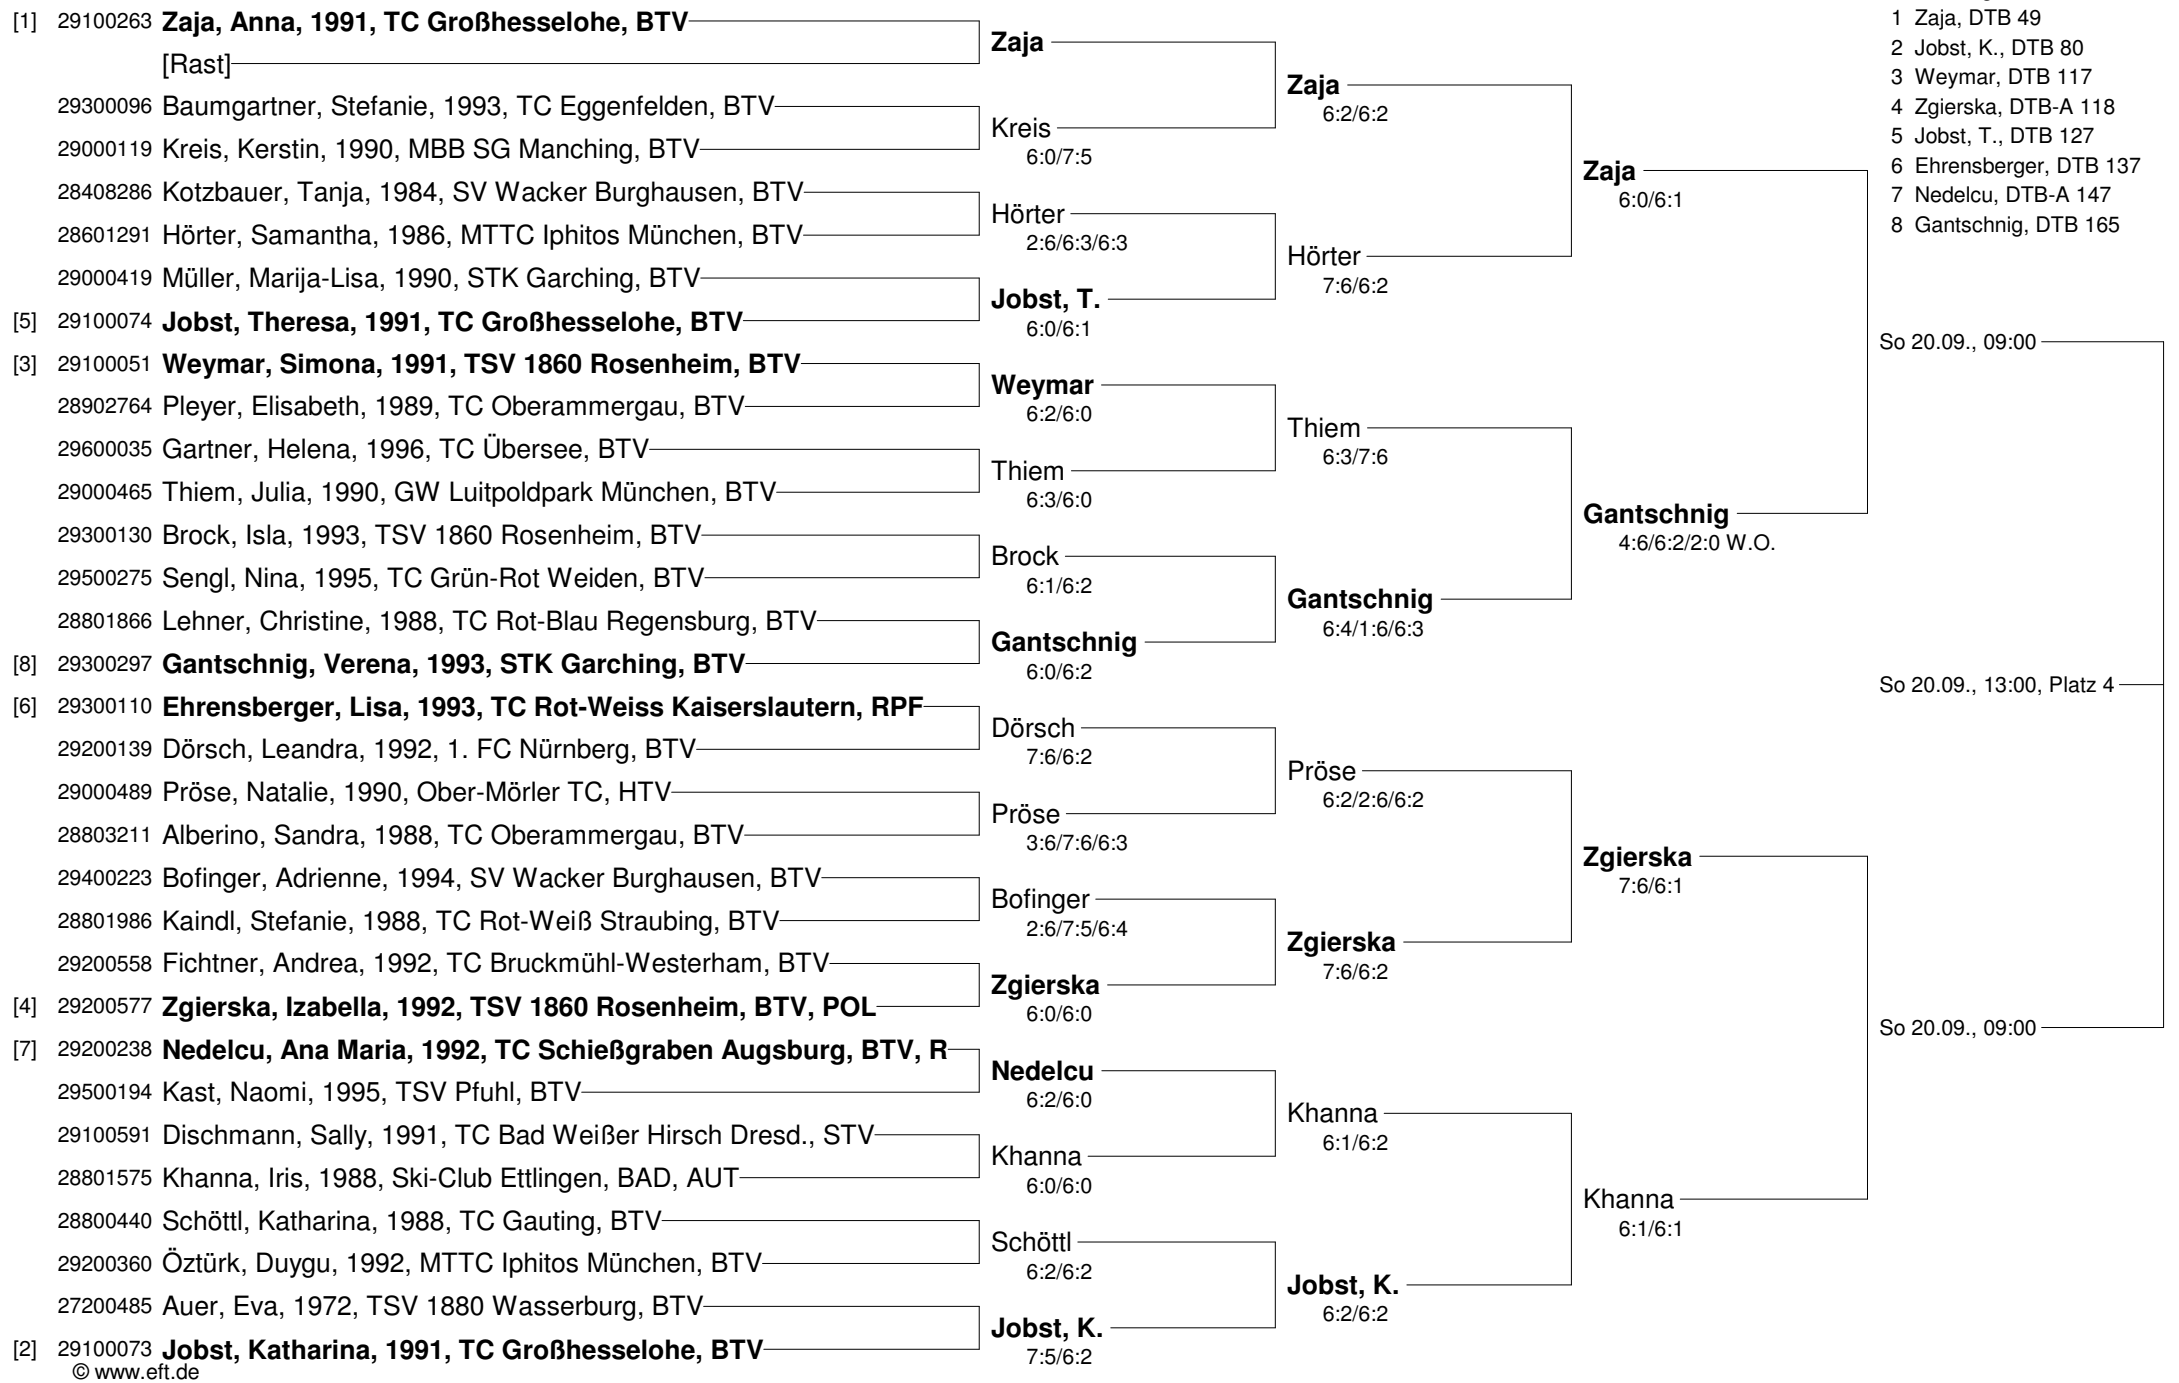 [1] 29100263 Zaja, Anna, 1991, TC Großhesselohe, BTV
[Rast]
29300096 Baumgartner, Stefanie, 1993, TC Eggenfelden, BTV
29000119 Kreis, Kerstin, 1990, MBB SG Manching, BTV
28408286 Kotzbauer, Tanja, 1984, SV Wacker Burghausen, BTV
28601291 Hörter, Samantha, 1986, MTTC Iphitos München, BTV
29000419 Müller, Marija-Lisa, 1990, STK Garching, BTV
[5] 29100074 Jobst, Theresa, 1991, TC Großhesselohe, BTV
[3] 29100051 Weymar, Simona, 1991, TSV 1860 Rosenheim, BTV
28902764 Pleyer, Elisabeth, 1989, TC Oberammergau, BTV
29600035 Gartner, Helena, 1996, TC Übersee, BTV
29000465 Thiem, Julia, 1990, GW Luitpoldpark München, BTV
29300130 Brock, Isla, 1993, TSV 1860 Rosenheim, BTV
29500275 Sengl, Nina, 1995, TC Grün-Rot Weiden, BTV
28801866 Lehner, Christine, 1988, TC Rot-Blau Regensburg, BTV
[8] 29300297 Gantschnig, Verena, 1993, STK Garching, BTV
[6] 29300110 Ehrensberger, Lisa, 1993, TC Rot-Weiss Kaiserslautern, RPF
29200139 Dörsch, Leandra, 1992, 1. FC Nürnberg, BTV
29000489 Pröse, Natalie, 1990, Ober-Mörler TC, HTV
28803211 Alberino, Sandra, 1988, TC Oberammergau, BTV
29400223 Bofinger, Adrienne, 1994, SV Wacker Burghausen, BTV
28801986 Kaindl, Stefanie, 1988, TC Rot-Weiß Straubing, BTV
29200558 Fichtner, Andrea, 1992, TC Bruckmühl-Westerham, BTV
[4] 29200577 Zgierska, Izabella, 1992, TSV 1860 Rosenheim, BTV, POL
[7] 29200238 Nedelcu, Ana Maria, 1992, TC Schießgraben Augsburg, BTV, R
29500194 Kast, Naomi, 1995, TSV Pfuhl, BTV
29100591 Dischmann, Sally, 1991, TC Bad Weißer Hirsch Dresd., STV
28801575 Khanna, Iris, 1988, Ski-Club Ettlingen, BAD, AUT
28800440 Schöttl, Katharina, 1988, TC Gauting, BTV
29200360 Öztürk, Duygu, 1992, MTTC Iphitos München, BTV
27200485 Auer, Eva, 1972, TSV 1880 Wasserburg, BTV
[2] 29100073 Jobst, Katharina, 1991, TC Großhesselohe, BTV
© www.eft.de
Zaja
Kreis
6:0/7:5
Hörter
2:6/6:3/6:3
Jobst, T.
6:0/6:1
Weymar
6:2/6:0
Thiem
6:3/6:0
Brock
6:1/6:2
Gantschnig
6:0/6:2
Dörsch
7:6/6:2
Pröse
3:6/7:6/6:3
Bofinger
2:6/7:5/6:4
Zgierska
6:0/6:0
Nedelcu
6:2/6:0
Khanna
6:0/6:0
Schöttl
6:2/6:2
Jobst, K.
7:5/6:2
Zaja
6:2/6:2
Hörter
7:6/6:2
Thiem
6:3/7:6
Gantschnig
6:4/1:6/6:3
Pröse
6:2/2:6/6:2
Zgierska
7:6/6:2
Khanna
6:1/6:2
Jobst, K.
6:2/6:2
Zaja
6:0/6:1
Gantschnig
4:6/6:2/2:0 W.O.
Zgierska
7:6/6:1
Khanna
6:1/6:1
1 Zaja, DTB 49
2 Jobst, K., DTB 80
3 Weymar, DTB 117
4 Zgierska, DTB-A 118
5 Jobst, T., DTB 127
6 Ehrensberger, DTB 137
7 Nedelcu, DTB-A 147
8 Gantschnig, DTB 165
So 20.09., 09:00
So 20.09., 13:00, Platz 4
So 20.09., 09:00